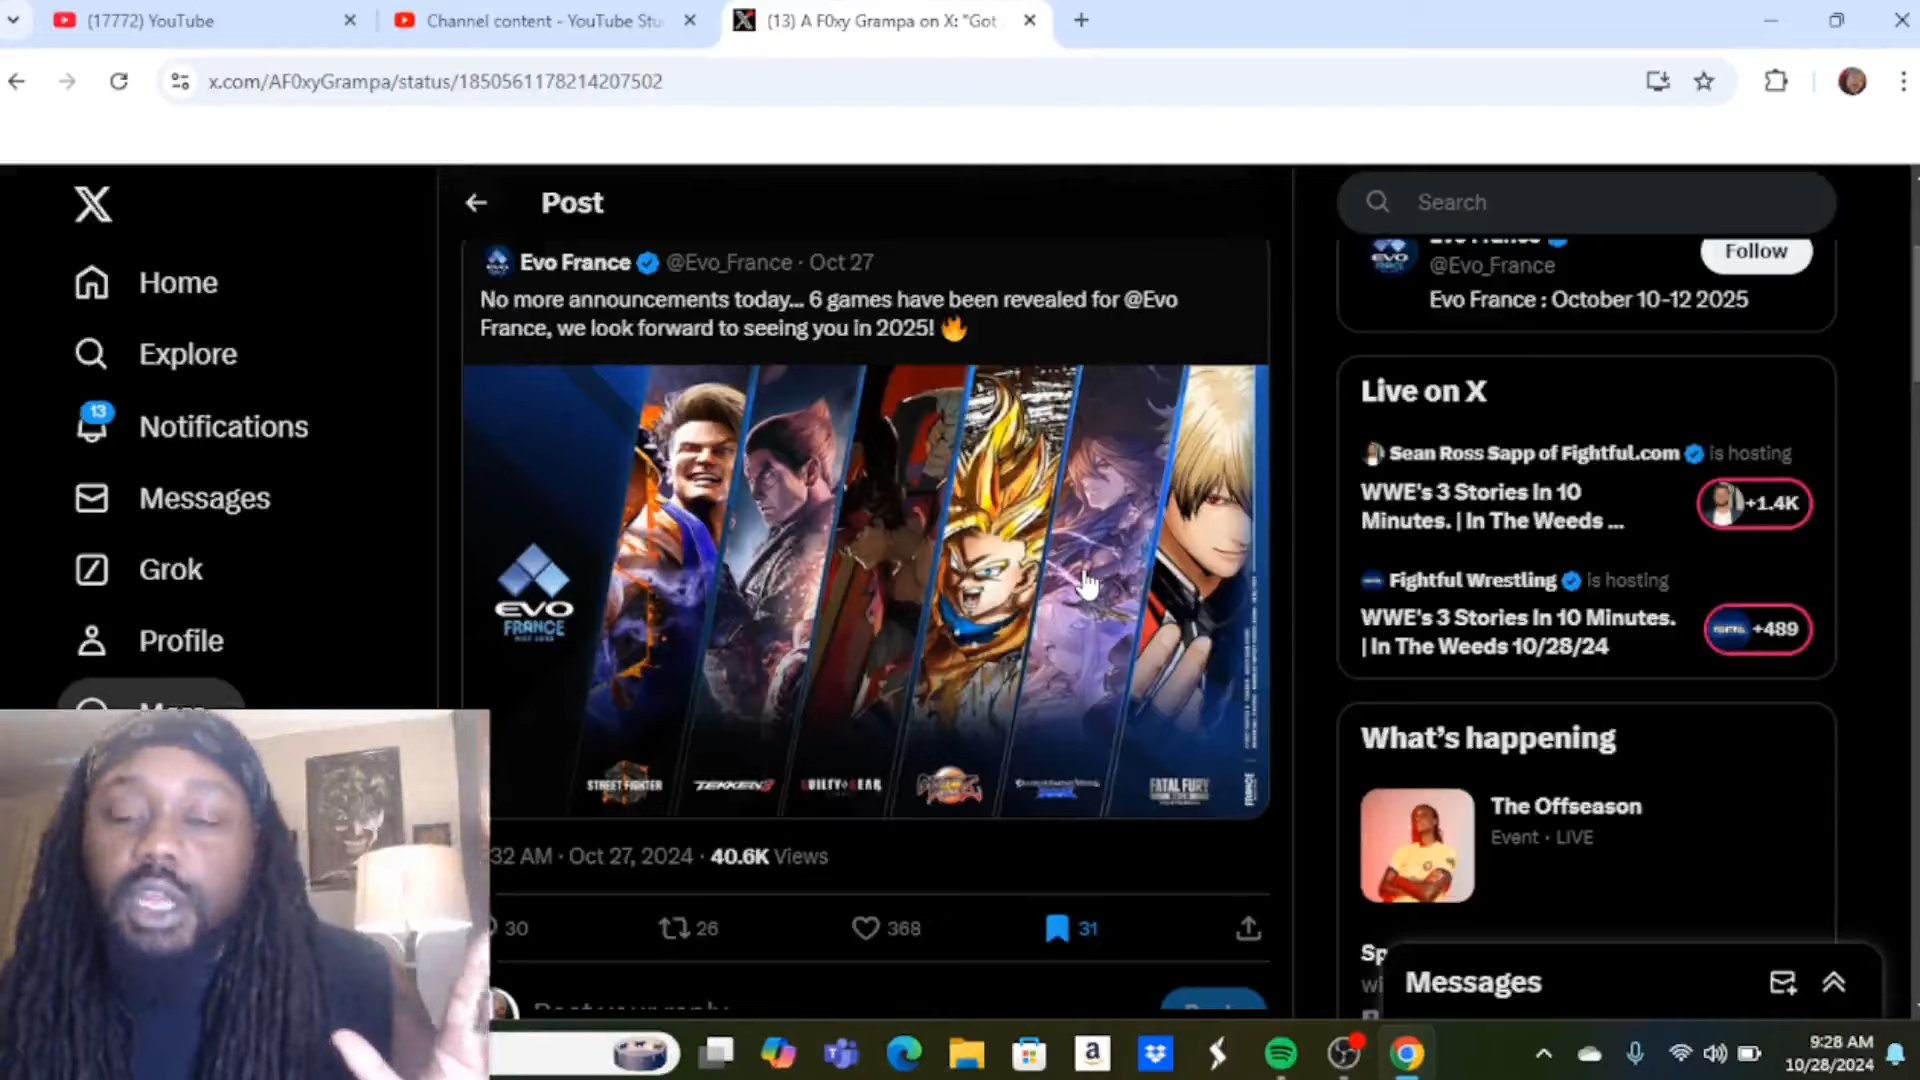 (17772) YouTube
Channel content - YouTube Stu
(13) A F0xy Grampa on X: "Got
x.com/AF0xyGrampa/status/1850561178214207502
Home
Explore
13
Notifications
Messages
Grok
Profile
Post
Evo France @Evo_France · Oct 27
No more announcements today... 6 games have been revealed for @Evo
France, we look forward to seeing you in 2025! 🔥
EVO
FRANCE
STREET FIGHTER
TEKKEN 8
GUILTY GEAR
FATAL FURY
FRANCE
32 AM · Oct 27, 2024 · 40.6K Views
30
26
368
31
Search
EVO
@Evo_France
Follow
Evo France : October 10-12 2025
Live on X
Sean Ross Sapp of Fightful.com is hosting
WWE's 3 Stories In 10
Minutes. | In The Weeds ...
+1.4K
Fightful Wrestling is hosting
WWE's 3 Stories In 10 Minutes.
| In The Weeds 10/28/24
+489
What's happening
The Offseason
Event · LIVE
Sp
wi
Messages
9:28 AM
10/28/2024